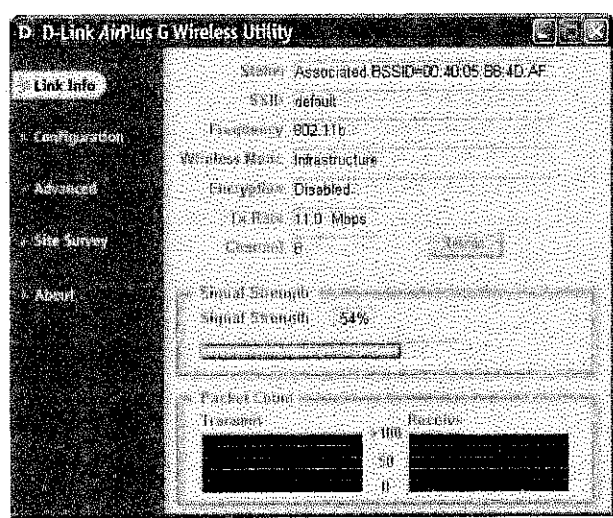 D D-Link AirPlus G Wireless Utility
Link Info
Configuration
Advanced
Site Survey
About
Status Associated BSSID=00:40:05:B6:4D:AF
SSID default
Frequency 802.11b
Wireless Mode Infrastructure
Encryption Disabled.
TxRate 11.0 Mbps
Channel 6
Rescan
Signal Strength
Signal Strength 54%
Packet Count
Transmit
Receive
>100
50
0